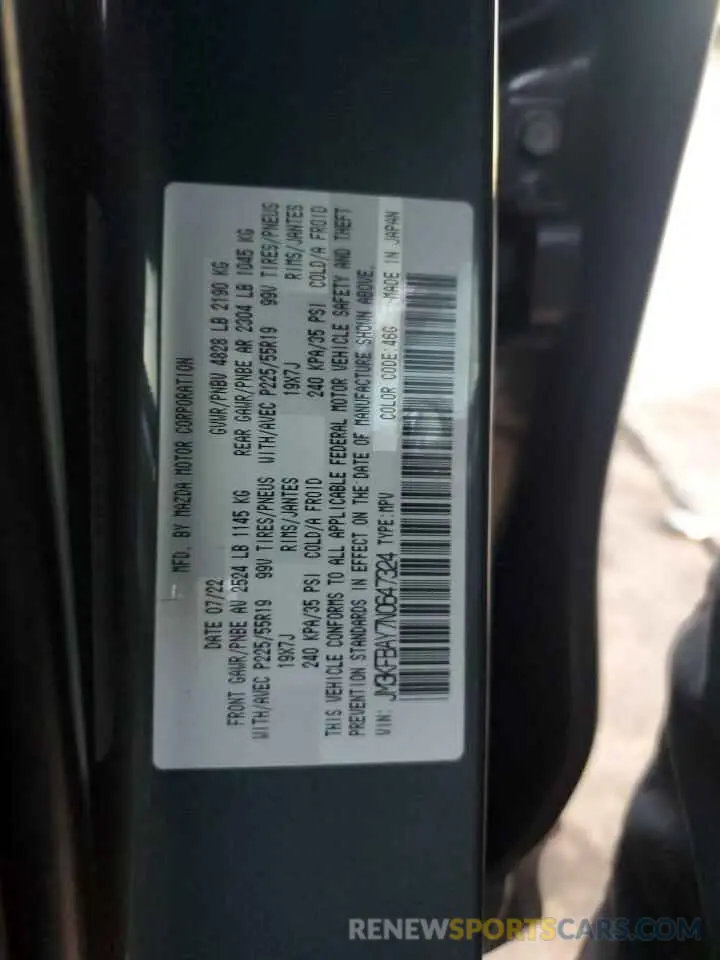 MFD. BY MAZDA MOTOR CORPORATION
DATE 07/22 GVWR/PNBV 4828 LB 2190 KG
FRONT GAWR/PNBE AV 2524 LB 1145 KG REAR GAWR/PNBE AR 2304 LB 1045 KG
WITH/AVEC P225/55R19 99V TIRES/PNEUS WITH/AVEC P225/55R19 99V TIRES/PNEUS
19X7J RIMS/JANTES 19X7J RIMS/JANTES
240 KPA/35 PSI COLD/A FROID 240 KPA/35 PSI COLD/A FROID
THIS VEHICLE CONFORMS TO ALL APPLICABLE FEDERAL MOTOR VEHICLE SAFETY AND THEFT
PREVENTION STANDARDS IN EFFECT ON THE DATE OF MANUFACTURE SHOWN ABOVE.
VIN: JM3KFBAY7N0647324 TYPE:MPV COLOR CODE:46G MADE IN JAPAN
RENEWSPORTSCARS.COM